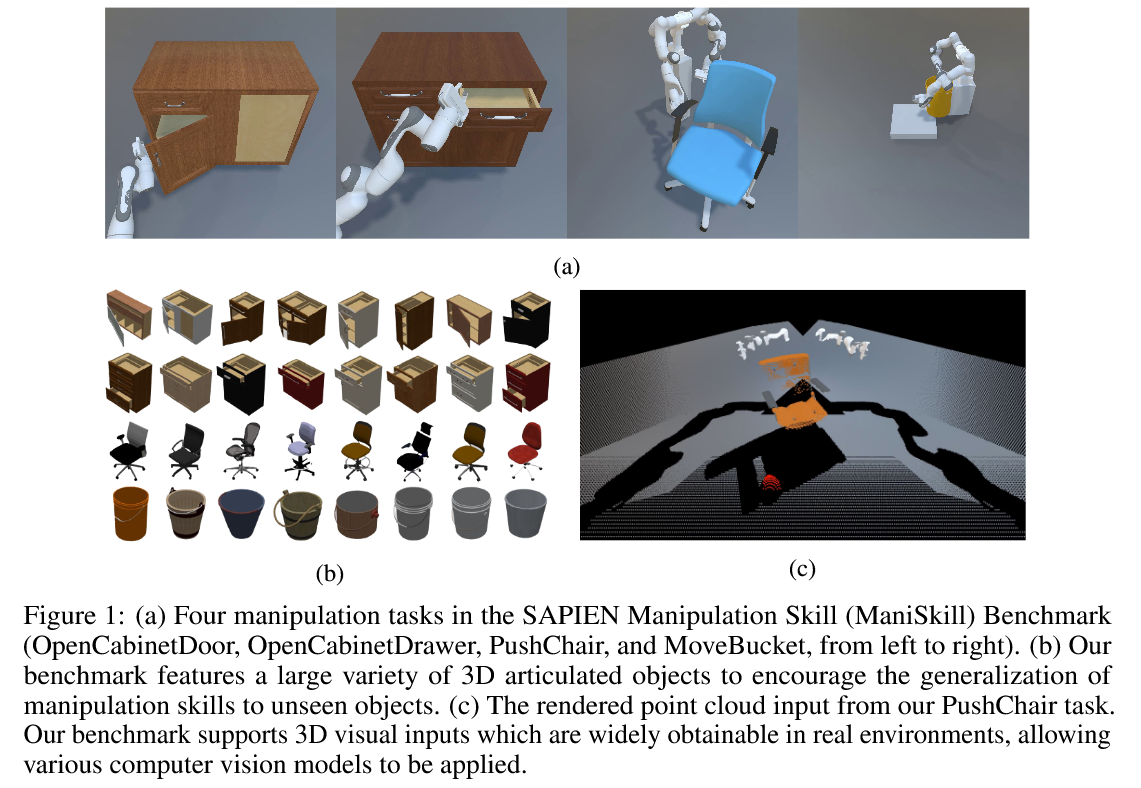 (a)
(b)
(c)
Figure 1: (a) Four manipulation tasks in the SAPIEN Manipulation Skill (ManiSkill) Benchmark
(OpenCabinetDoor, OpenCabinetDrawer, PushChair, and MoveBucket, from left to right). (b) Our
benchmark features a large variety of 3D articulated objects to encourage the generalization of
manipulation skills to unseen objects. (c) The rendered point cloud input from our PushChair task.
Our benchmark supports 3D visual inputs which are widely obtainable in real environments, allowing
various computer vision models to be applied.